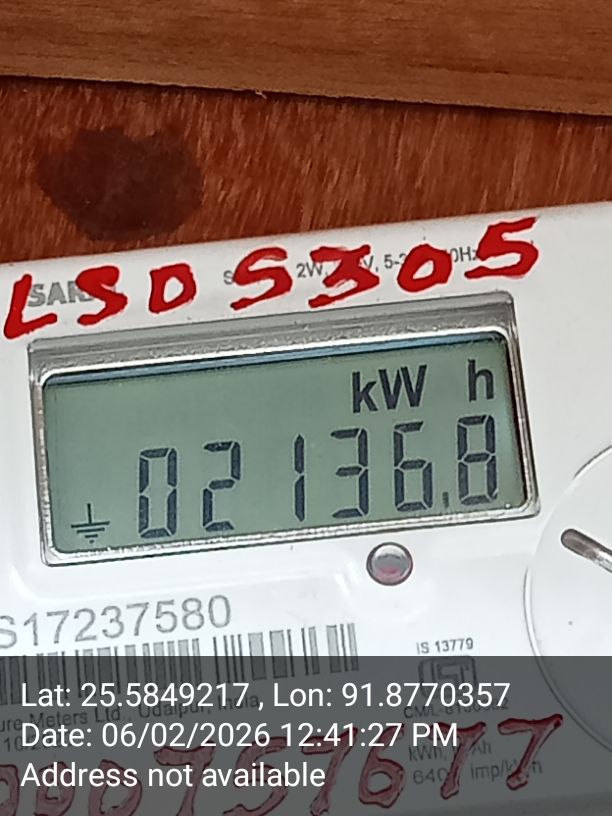 LSDS305
kW h
02136.8
S17237580
IS 13779
Lat: 25.5849217 , Lon: 91.8770357
Date: 06/02/2026 12:41:27 PM
Address not available